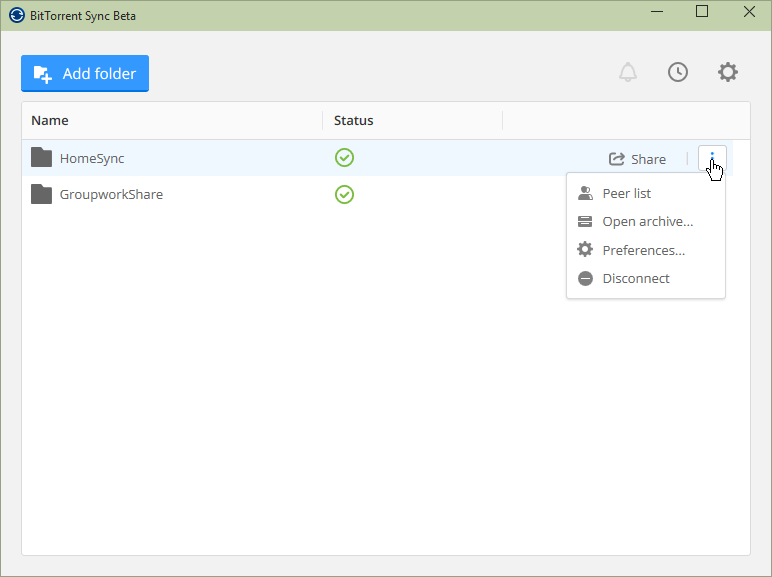 BitTorrent Sync Beta
Add folder
Name Status
HomeSync Share
GroupworkShare
Peer list
Open archive...
Preferences...
Disconnect